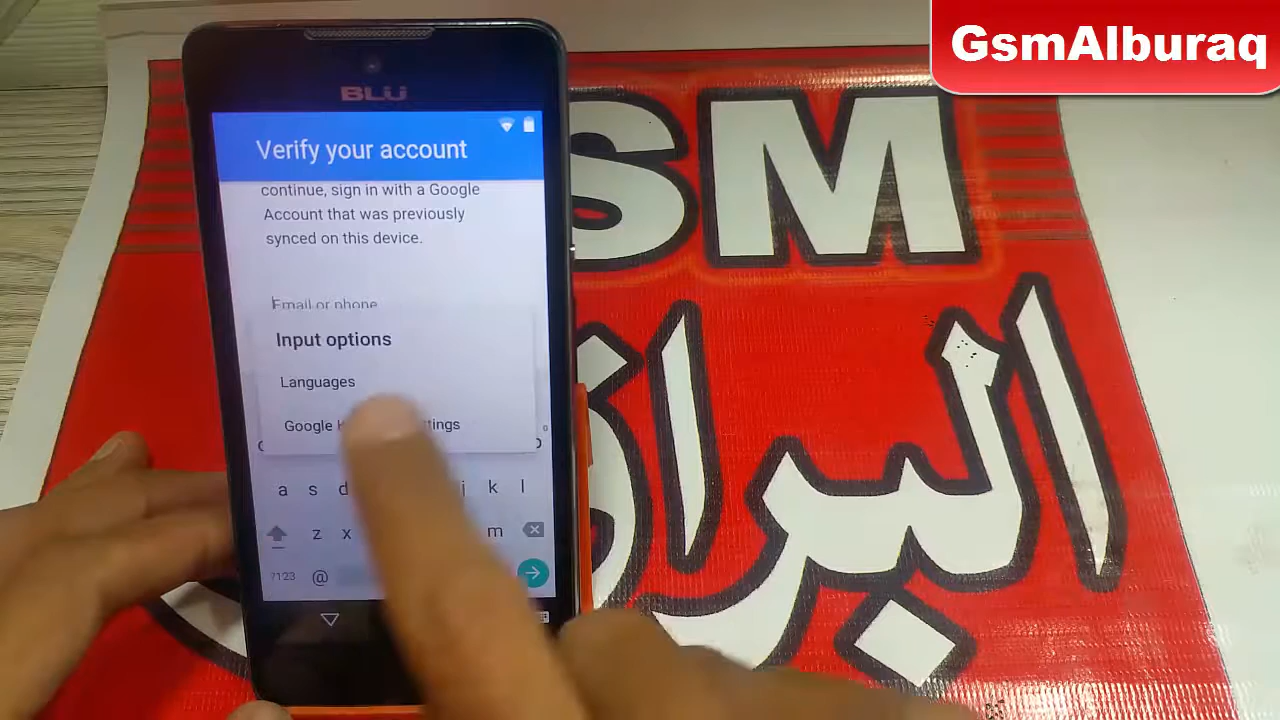 GsmAlburaq
BLU
SM
Verify your account
continue, sign in with a Google
Account that was previously
synced on this device.
Email or phone
Input options
Languages
Google
البراق
a s d j k l
z x m
?123 @